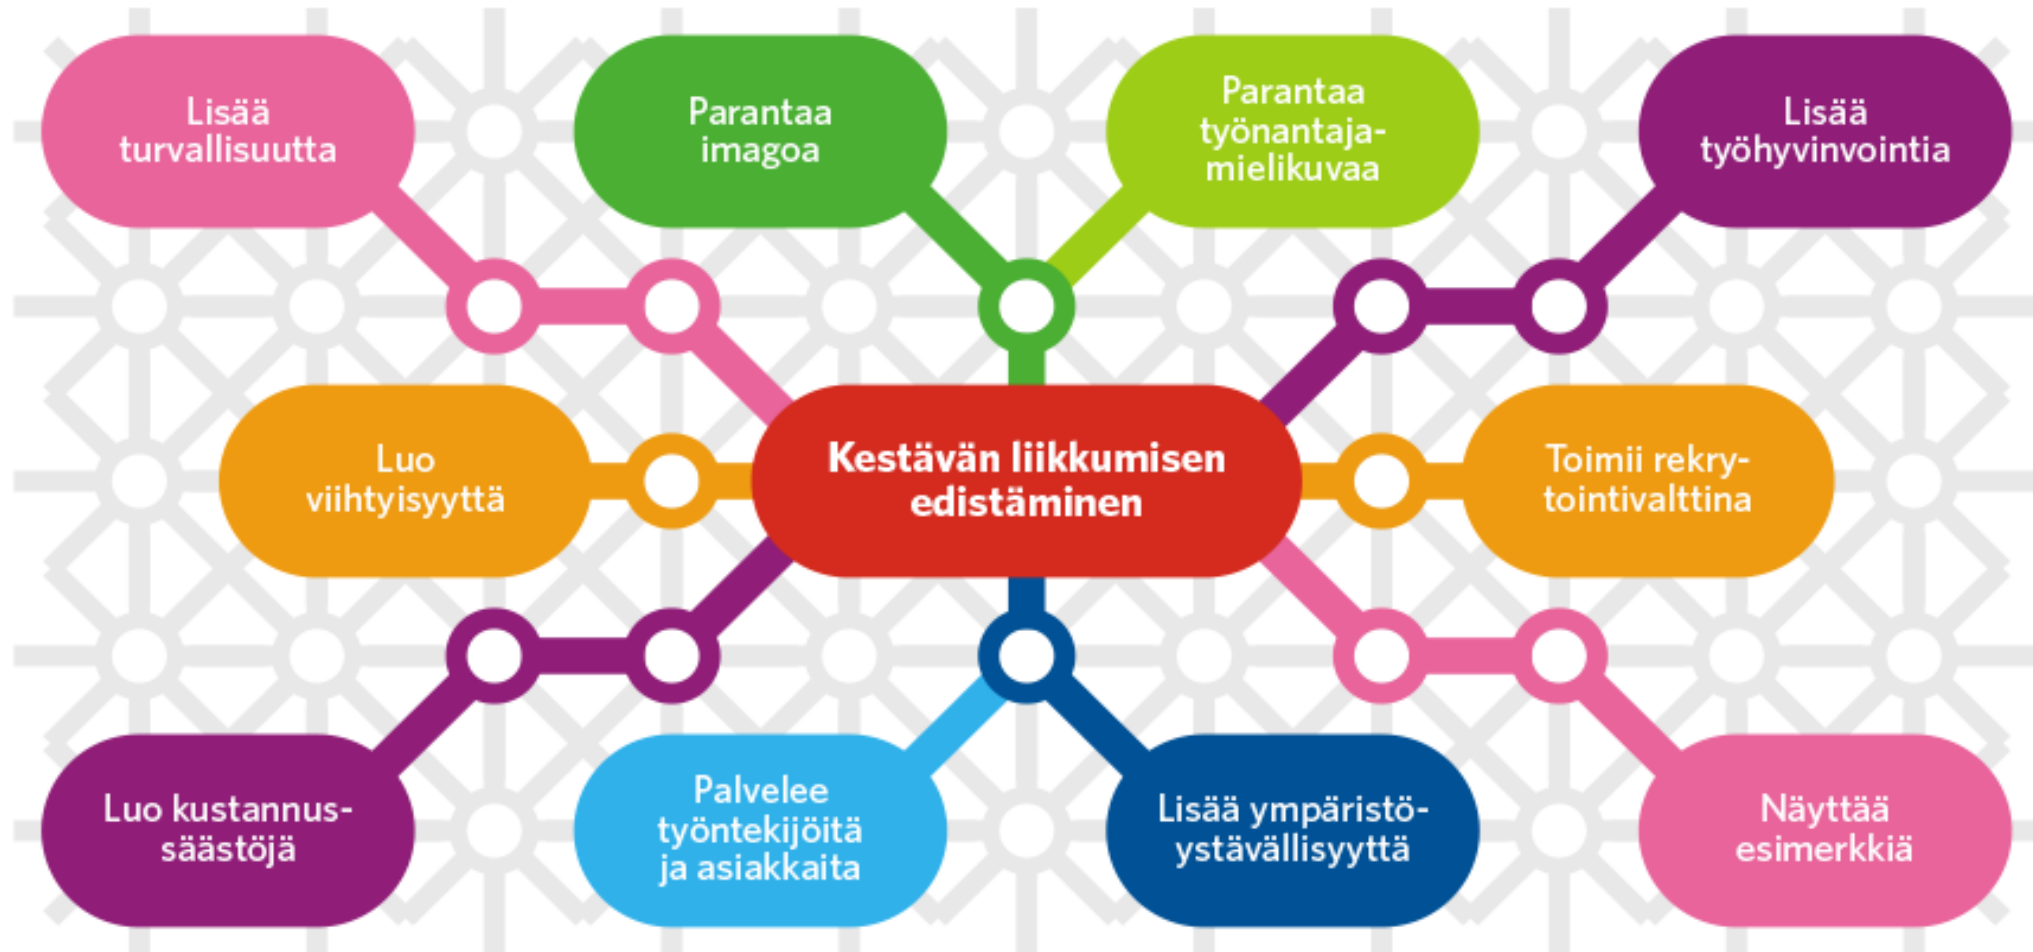 Lisää
turvallisuutta
Parantaa
imagoa
Parantaa
työnantaja-
mielikuvaa
Lisää
työhyvinvointia
Luo
viihtyisyyttä
Kestävän liikkumisen
edistäminen
Toimii rekry-
tointivalttina
Luo kustannus-
säästöjä
Palvelee
työntekijöitä
ja asiakkaita
Lisää ympäristö-
ystävällisyyttä
Näyttää
esimerkkiä